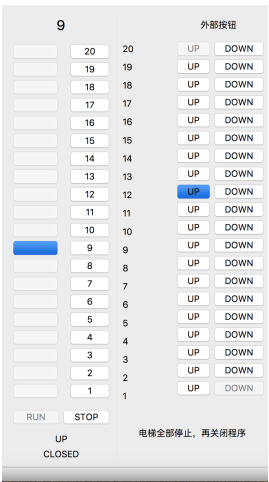 9 外部按钮
20 20 UP DOWN
19 19 UP DOWN
18 18 UP DOWN
17 17 UP DOWN
16 16 UP DOWN
15 15 UP DOWN
14 14 UP DOWN
13 13 UP DOWN
12 12 UP DOWN
11 11 UP DOWN
10 10 UP DOWN
9 9 UP DOWN
8 8 UP DOWN
7 7 UP DOWN
6 6 UP DOWN
5 5 UP DOWN
4 4 UP DOWN
3 3 UP DOWN
2 2 UP DOWN
1 1 UP DOWN
RUN STOP
电梯全部停止，再关闭程序
UP
CLOSED